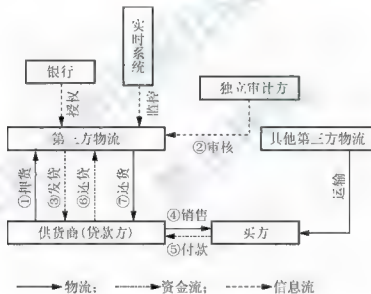 实时系统
银行
独立审计方
授权
监控
第三方物流
②审核
其他第三方物流
①押货
③发贷
⑥还贷
⑦还货
运输
④销售
供货商(贷款方)
买方
⑤付款
物流；
资金流；
信息流